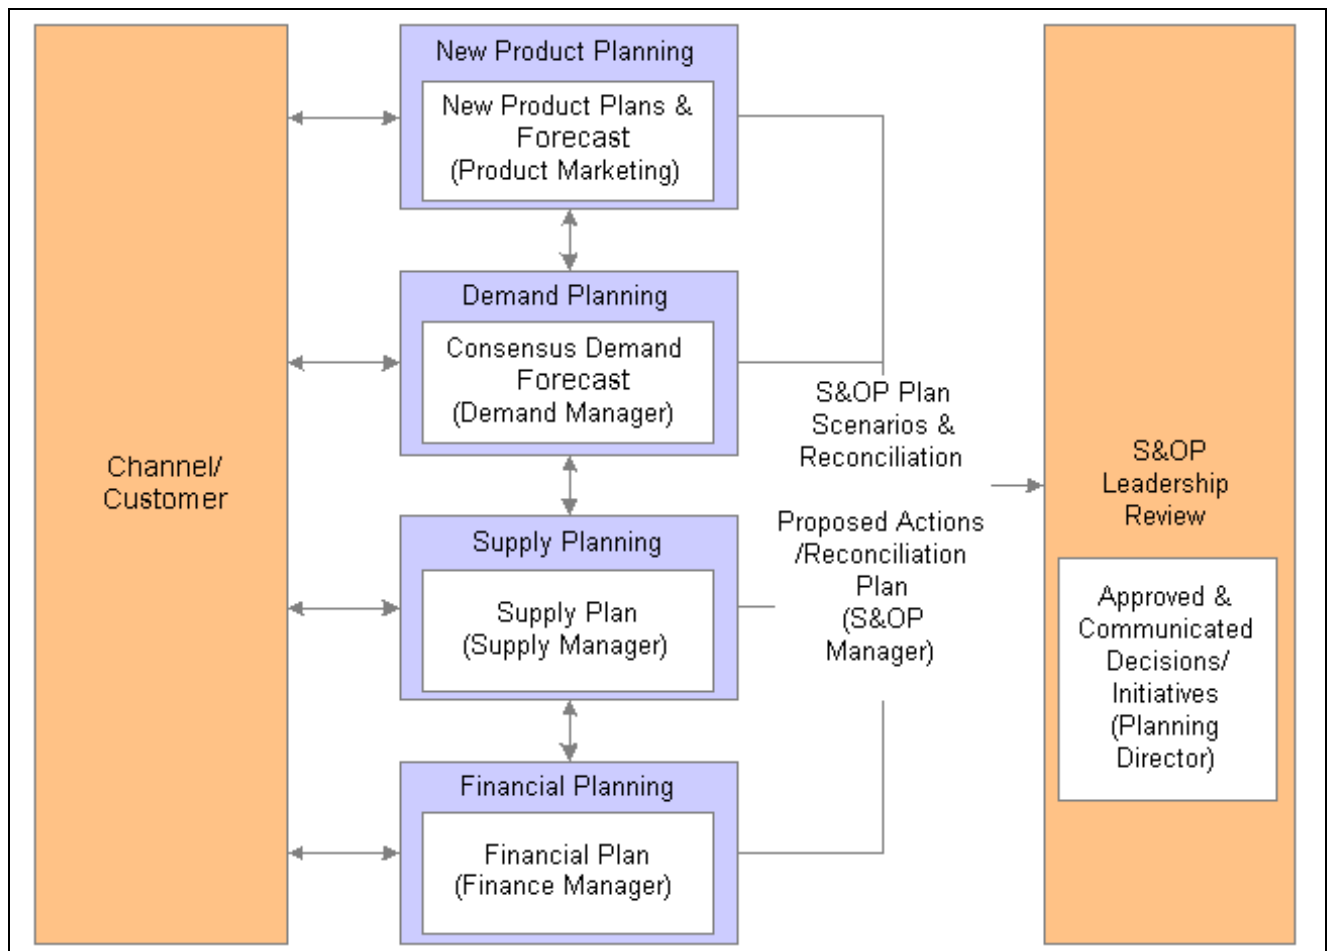 Channel/
Customer
New Product Planning
New Product Plans &
Forecast
(Product Marketing)
Demand Planning
Consensus Demand
Forecast
(Demand Manager)
Supply Planning
Supply Plan
(Supply Manager)
Financial Planning
Financial Plan
(Finance Manager)
S&OP Plan
Scenarios &
Reconciliation
Proposed Actions
/Reconciliation
Plan
(S&OP
Manager)
S&OP
Leadership
Review
Approved &
Communicated
Decisions/
Initiatives
(Planning
Director)